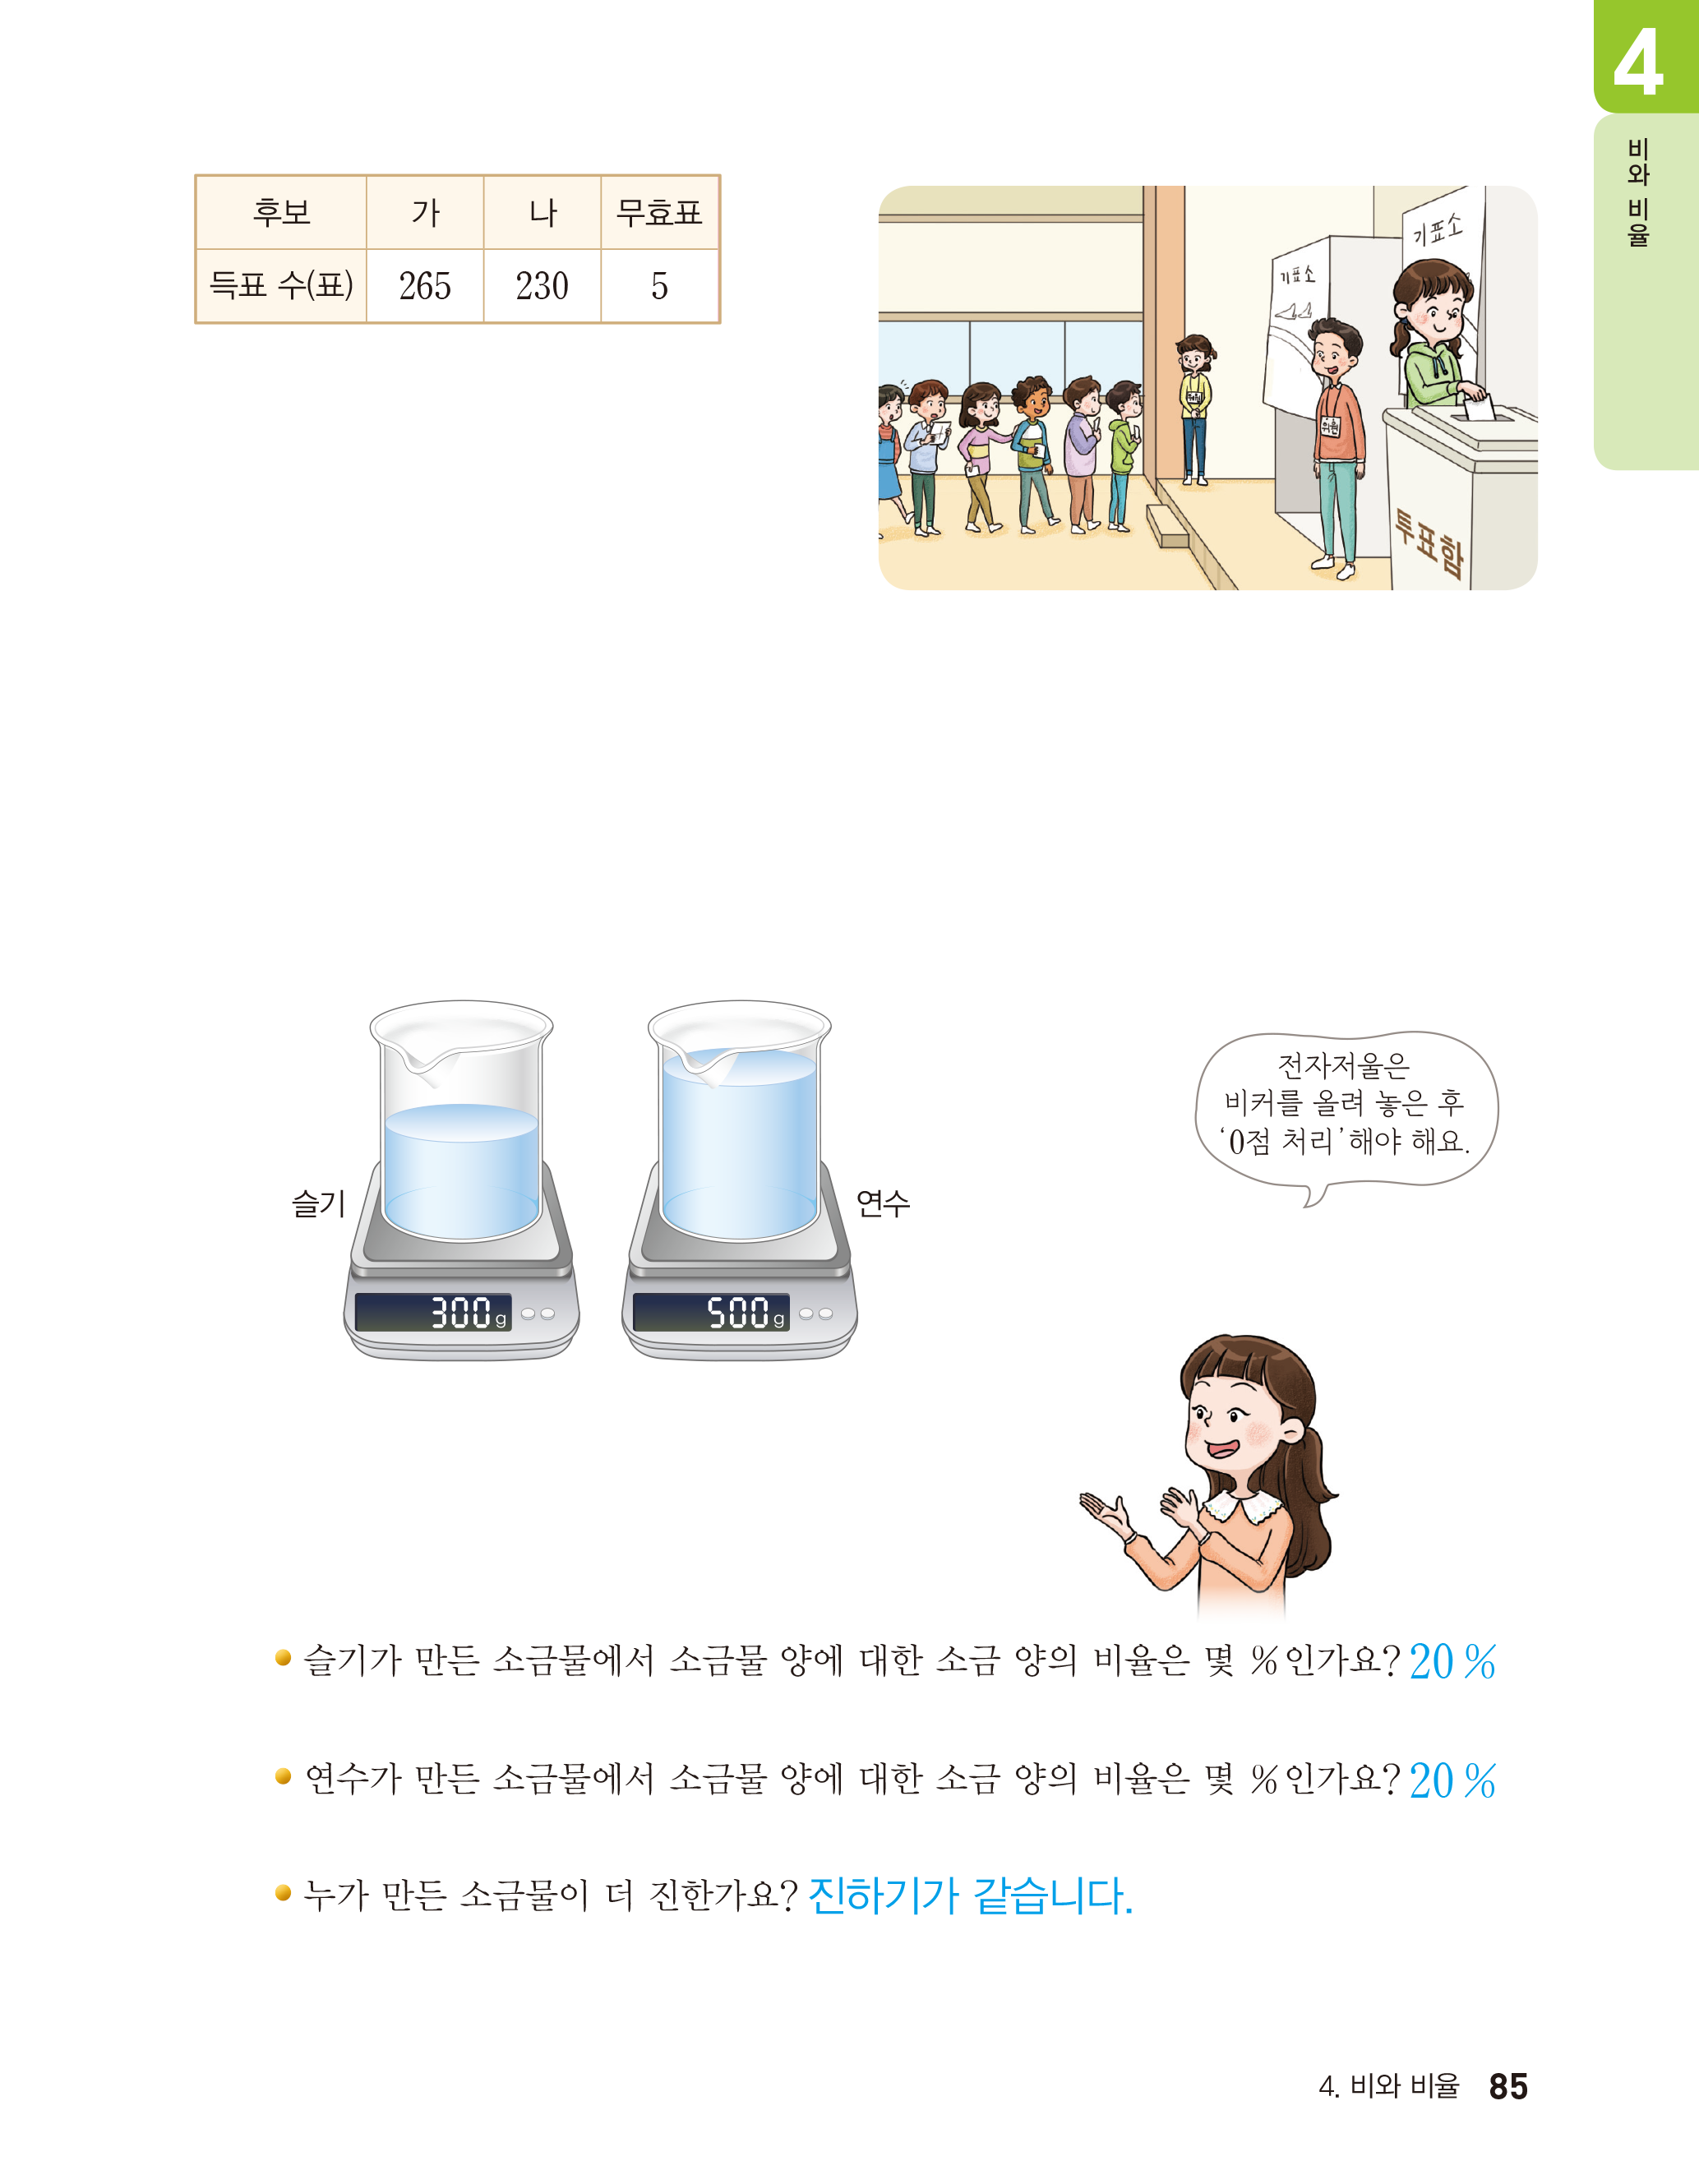 4
비와 비율
후보 가 나 무효표
득표 수(표) 265 230 5
기표소
기표소
위원
위원
투표함
전자저울은
비커를 올려 놓은 후
‘0점 처리’해야 해요.
슬기
연수
300 g
500 g
슬기가 만든 소금물에서 소금물 양에 대한 소금 양의 비율은 몇 %인가요? 20 %
연수가 만든 소금물에서 소금물 양에 대한 소금 양의 비율은 몇 %인가요? 20 %
누가 만든 소금물이 더 진한가요? 진하기가 같습니다.
4. 비와 비율 85